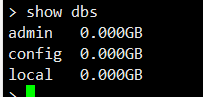 > show dbs
admin   0.000GB
config  0.000GB
local   0.000GB
>